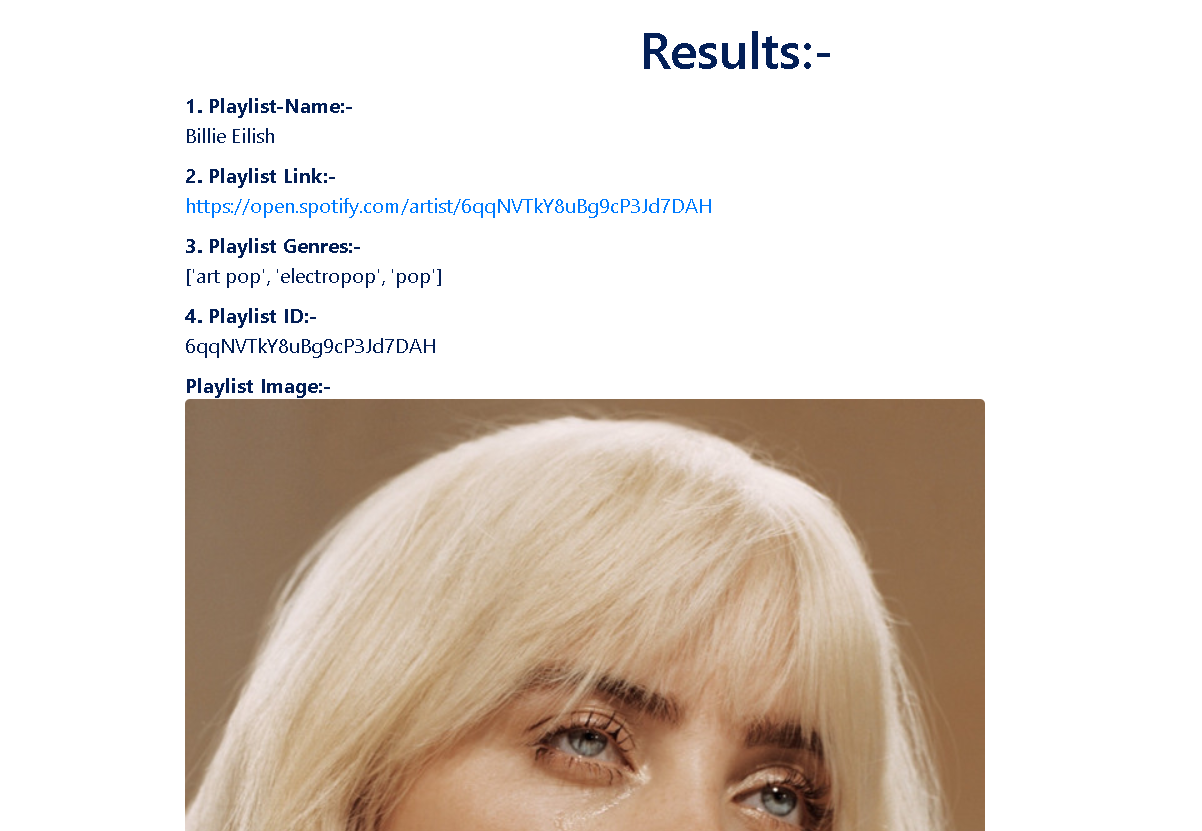 Results:-
1. Playlist-Name:-
Billie Eilish
2. Playlist Link:-
https://open.spotify.com/artist/6qqNVTkY8uBg9cP3Jd7DAH
3. Playlist Genres:-
['art pop', 'electropop', 'pop']
4. Playlist ID:-
6qqNVTkY8uBg9cP3Jd7DAH
Playlist Image:-